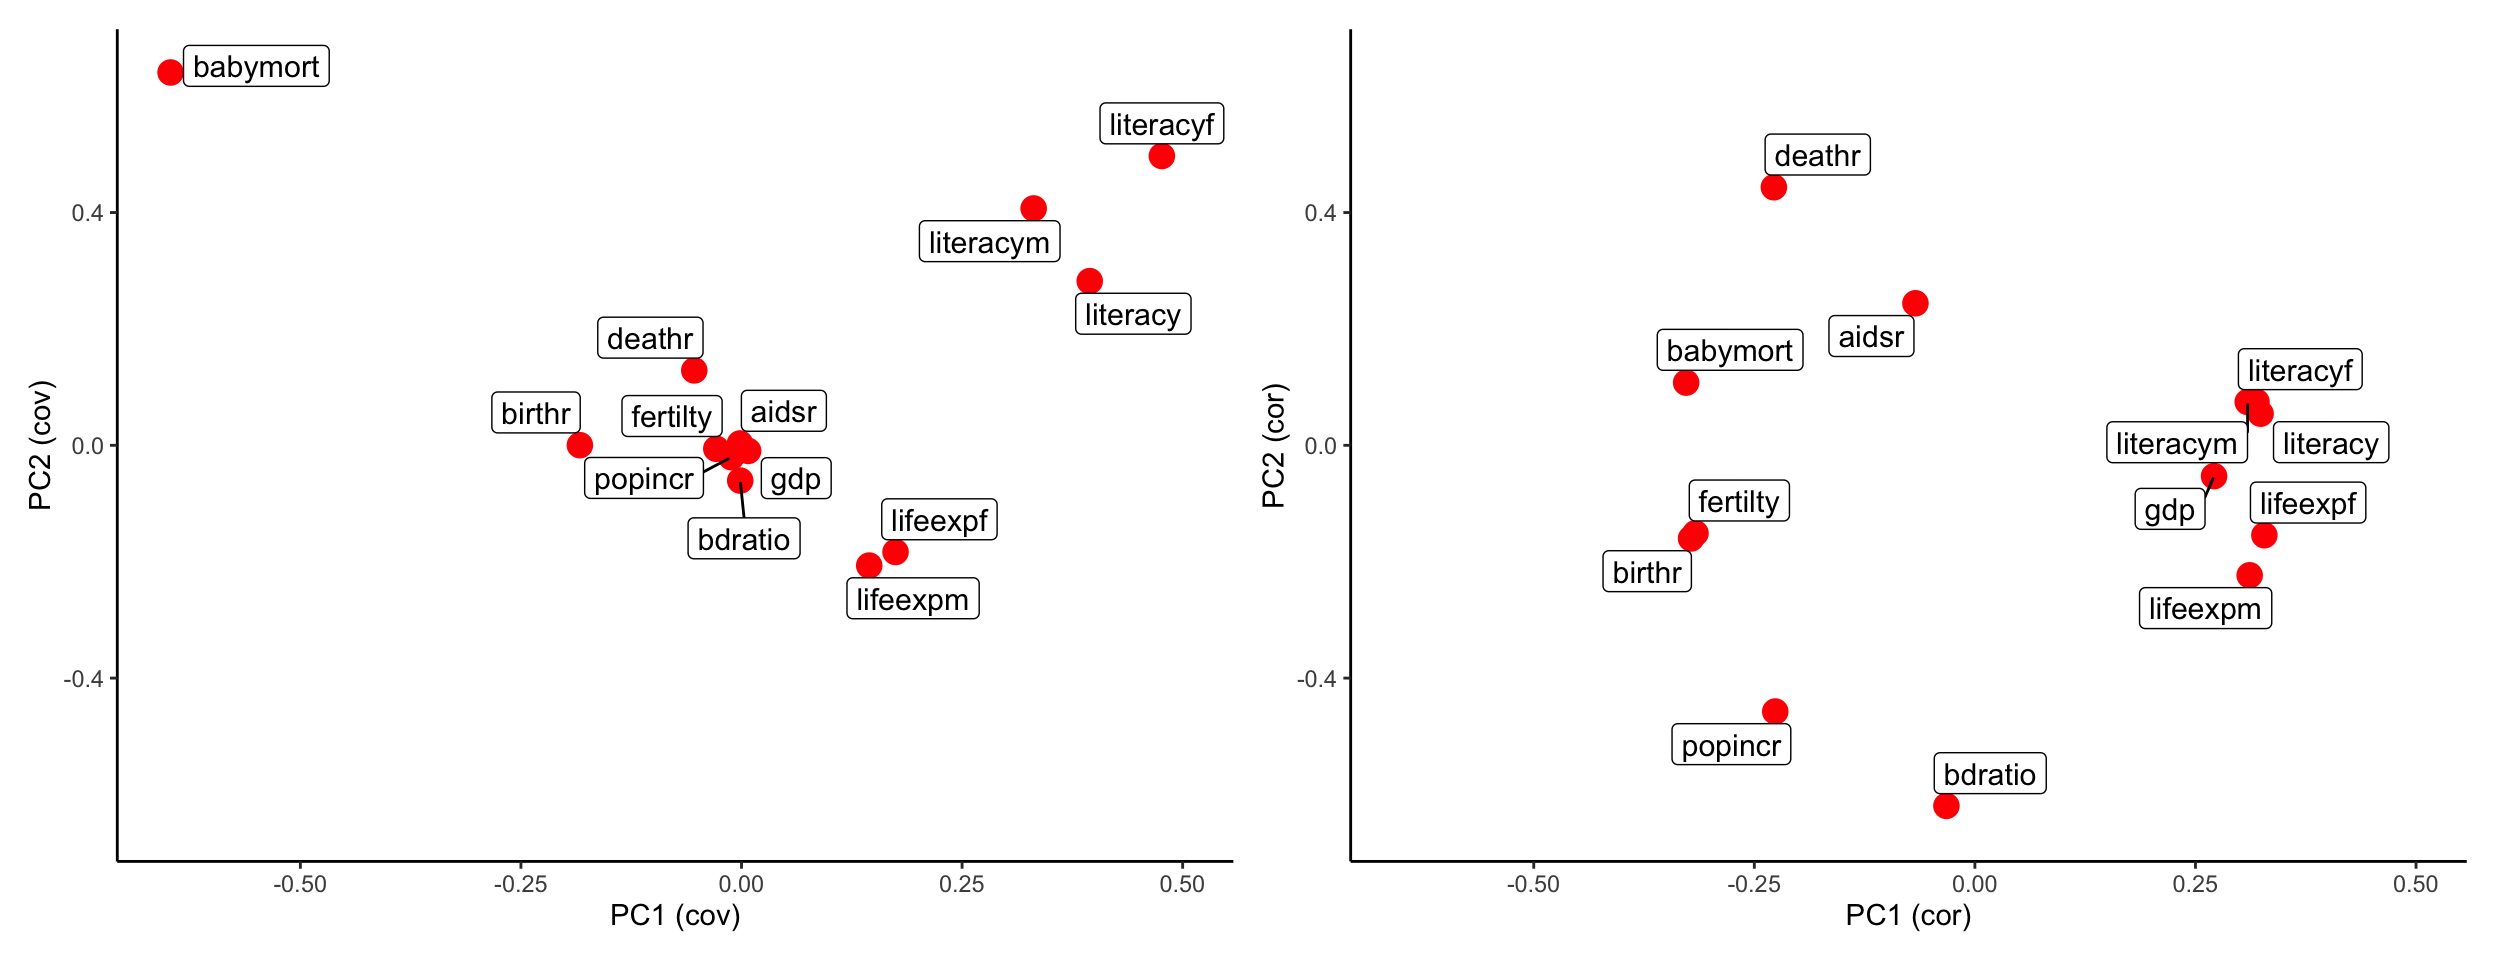 babymort
literacyf
literacym
literacy
deathr
birthr
fertilty
aidsr
popincr
gdp
bdratio
lifeexpf
lifeexpm
0.4
0.0
-0.4
-0.50
-0.25
0.00
0.25
0.50
PC2 (cov)
PC1 (cov)
deathr
aidsr
babymort
literacyf
literacym
literacy
gdp
lifeexpf
lifeexpm
fertilty
birthr
popincr
bdratio
0.4
0.0
-0.4
-0.50
-0.25
0.00
0.25
0.50
PC2 (cor)
PC1 (cor)